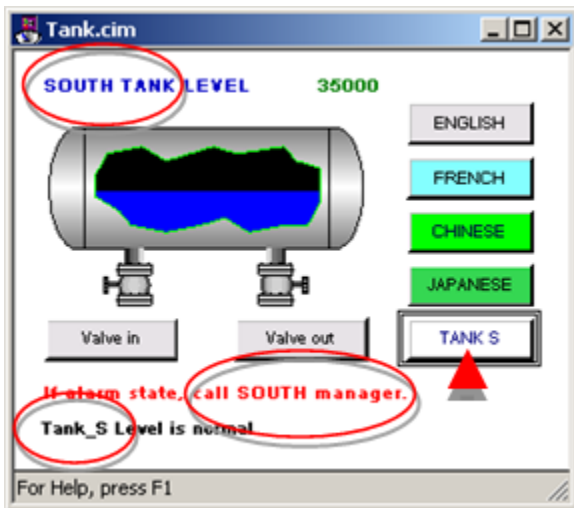 Tank.cim
SOUTH TANK LEVEL 35000
ENGLISH
FRENCH
CHINESE
JAPANESE
Valve in
Valve out
TANK S
If alarm state, call SOUTH manager.
Tank_S Level is normal
For Help, press F1